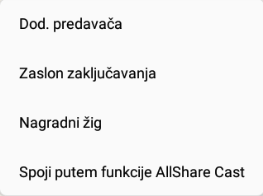 Dod. predavača
Zaslon zaključavanja
Nagradni žig
Spoji putem funkcije AllShare Cast